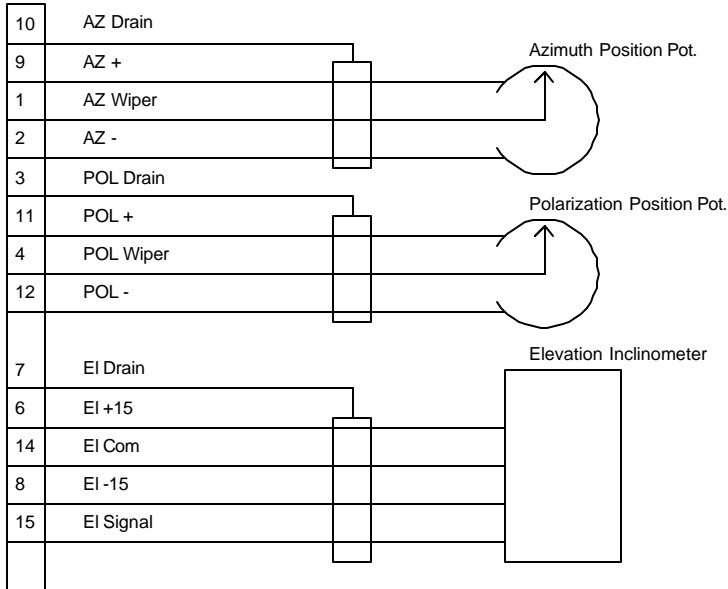 10 AZ Drain
Azimuth Position Pot.
9 AZ +
1 AZ Wiper
2 AZ -
3 POL Drain
Polarization Position Pot.
11 POL +
4 POL Wiper
12 POL -
Elevation Inclinometer
7 El Drain
6 El +15
14 El Com
8 El -15
15 El Signal